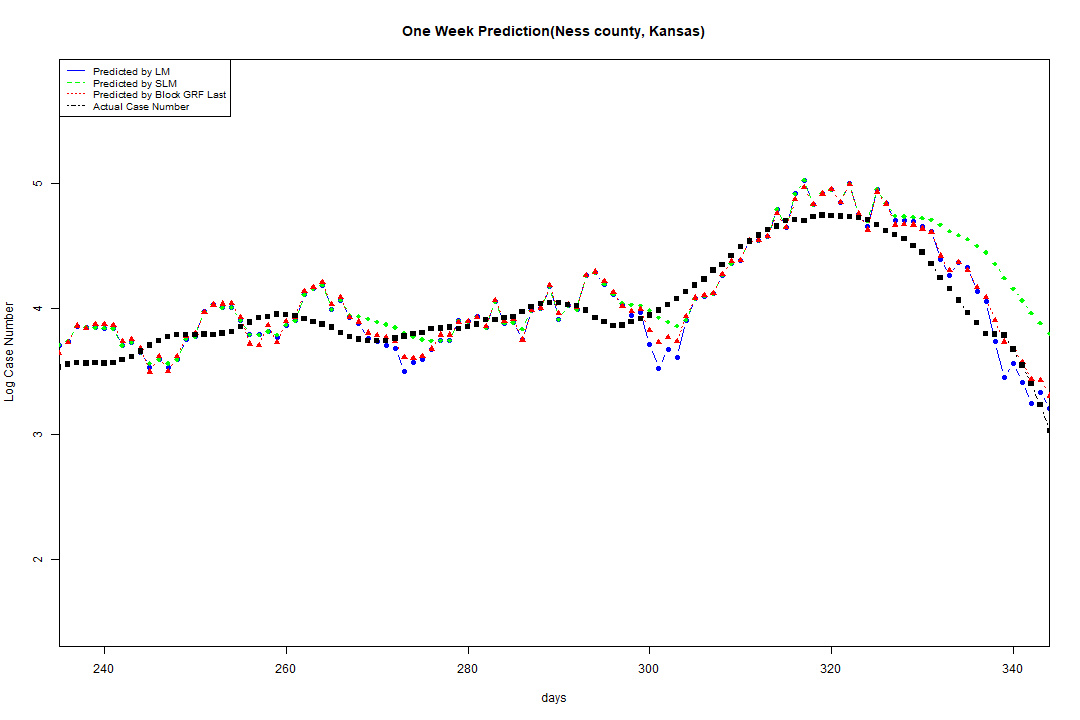 One Week Prediction(Ness county, Kansas)
Predicted by LM
Predicted by SLM
Predicted by Block GRF Last
Actual Case Number
5
4
3
2
Log Case Number
240 260 280 300 320 340
days